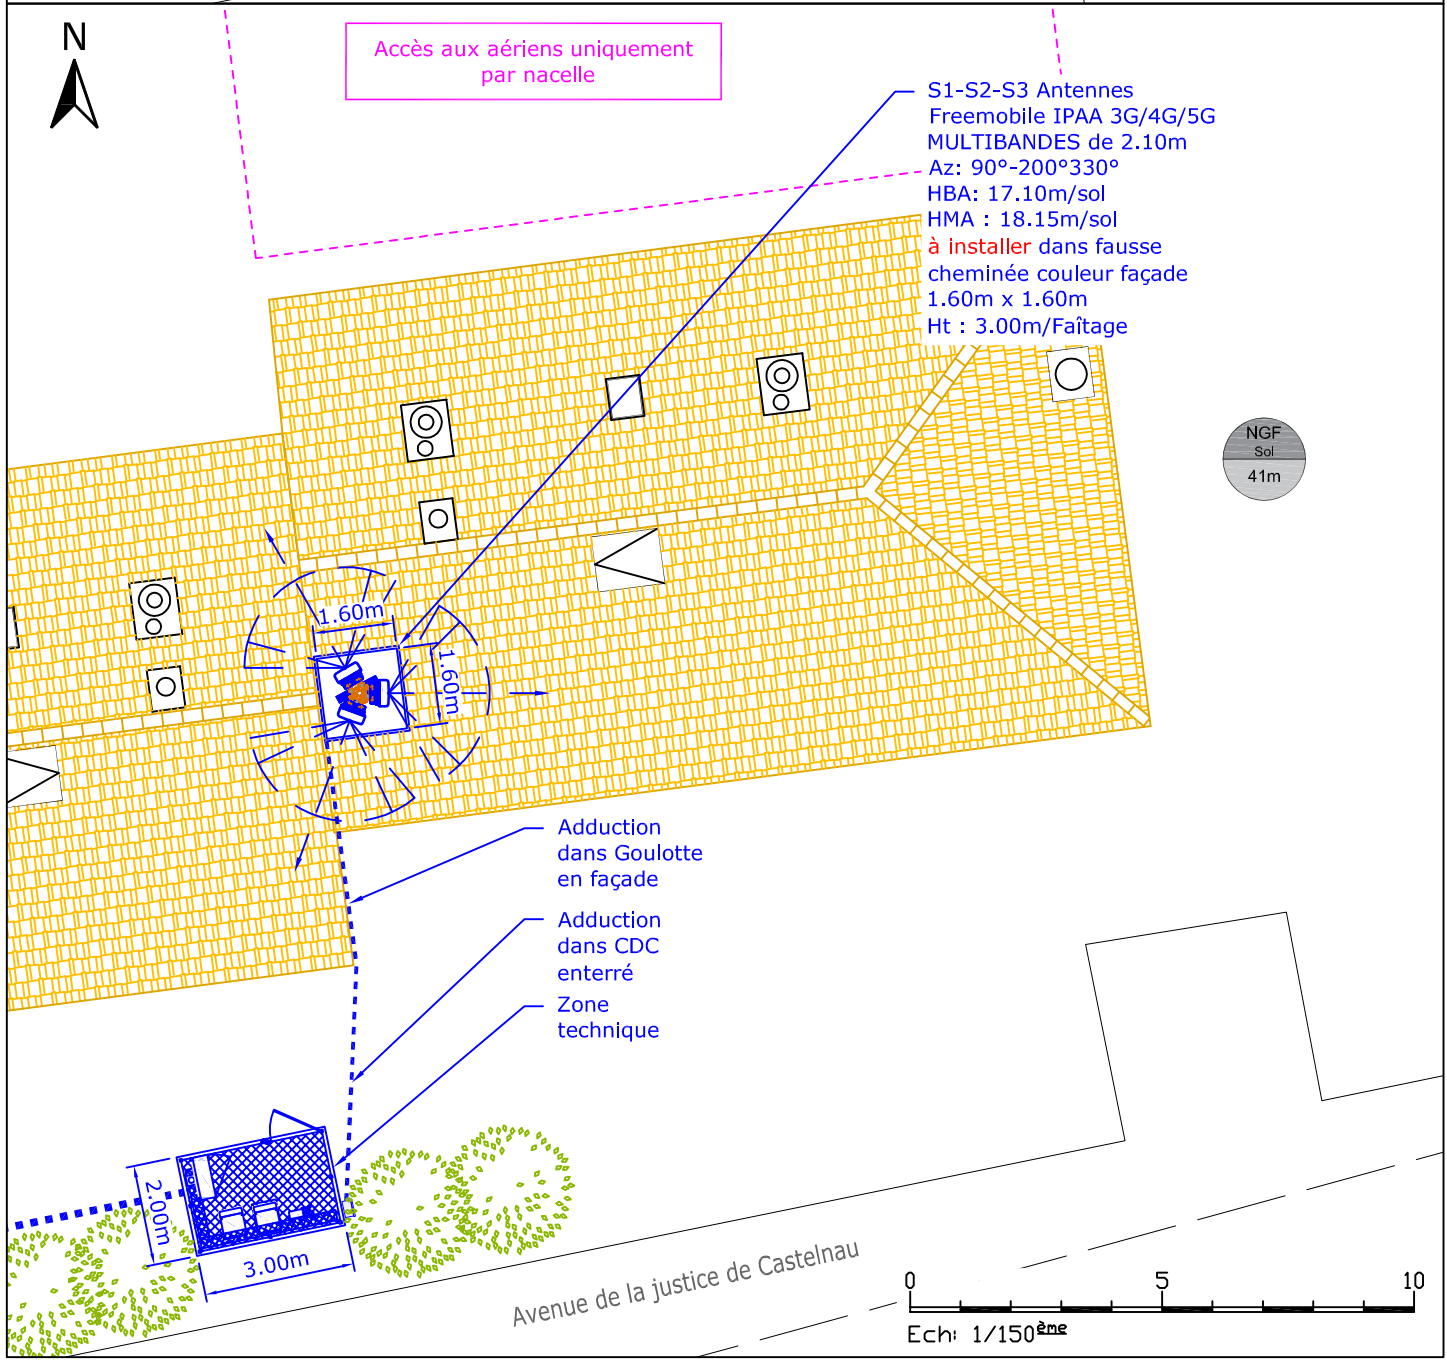 N
Accès aux aériens uniquement
par nacelle
S1-S2-S3 Antennes
Freemobile IPAA 3G/4G/5G
MULTIBANDES de 2.10m
Az: 90°-200°330°
HBA: 17.10m/sol
HMA : 18.15m/sol
à installer dans fausse
cheminée couleur façade
1.60m x 1.60m
Ht : 3.00m/Faîtage
NGF
Sol
41m
1.60m
1.60m
Adduction
dans Goulotte
en façade
Adduction
dans CDC
enterré
Zone
technique
2.00m
3.00m
Avenue de la justice de Castelnau
0 5 10
Ech: 1/150ème